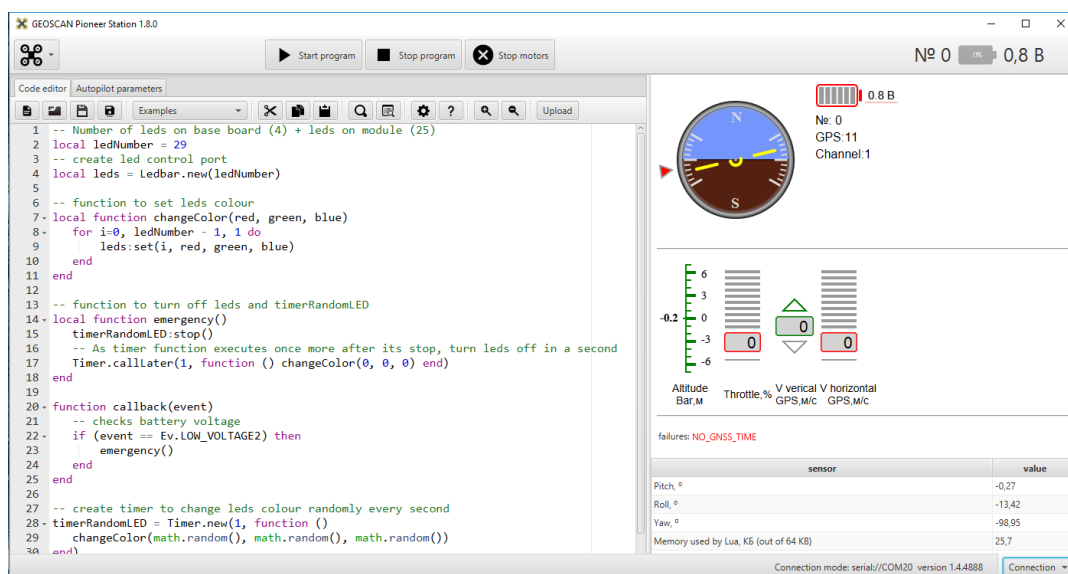 GEOSCAN Pioneer Station 1.8.0
Start program
Stop program
Stop motors
№ 0
0%
0,8 В
Code editor
Autopilot parameters
Examples
?
Upload
1 -- Number of leds on base board (4) + leds on module (25)
2 local ledNumber = 29
3 -- create led control port
4 local leds = Ledbar.new(ledNumber)
5
6 -- function to set leds colour
7 local function changeColor(red, green, blue)
8 for i=0, ledNumber - 1, 1 do
9 leds:set(i, red, green, blue)
10 end
11 end
12
13 -- function to turn off leds and timerRandomLED
14 local function emergency()
15 timerRandomLED:stop()
16 -- As timer function executes once more after its stop, turn leds off in a second
17 Timer.callLater(1, function () changeColor(0, 0, 0) end)
18 end
19
20 function callback(event)
21 -- checks battery voltage
22 if (event == Ev.LOW_VOLTAGE2) then
23 emergency()
24 end
25 end
26
27 -- create timer to change leds colour randomly every second
28 timerRandomLED = Timer.new(1, function ()
29 changeColor(math.random(), math.random(), math.random())
30 end)
N
S
0.8 В
№: 0
GPS:11
Channel:1
6
3
-0.2
0
-3
-6
0
0
0
Altitude Bar,м
Throttle,%
V verical GPS,м/с
V horizontal GPS,м/с
failures: NO_GNSS_TIME
sensor value
Pitch, º -0,27
Roll, º -13,42
Yaw, º -98,95
Memory used by Lua, КБ (out of 64 KB) 25,7
Connection mode: serial://COM20 version 1.4.4888
Connection